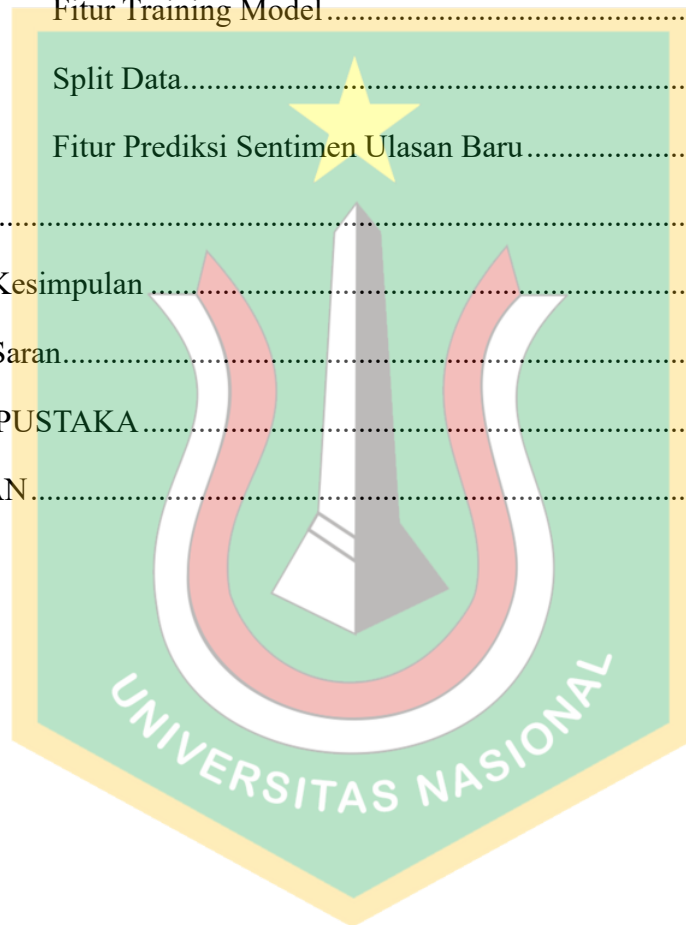 Fitur Training Model....................................................
Split Data....................................................................
Fitur Prediksi Sentimen Ulasan Baru.......................
..........................................................................................
Kesimpulan ....................................................................
Saran..............................................................................
PUSTAKA ......................................................................
AN...................................................................................
UNIVERSITAS NASIONAL